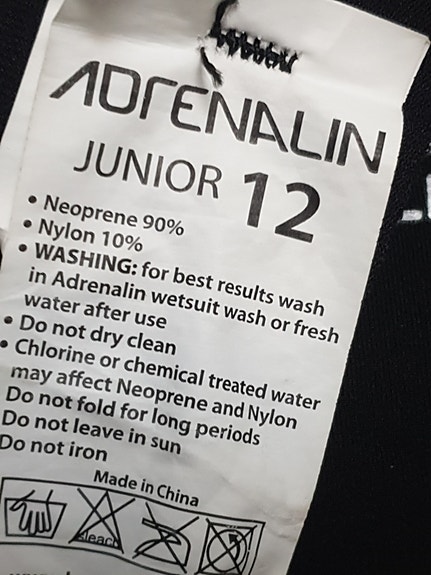 ADRENALIN
JUNIOR 12
• Neoprene 90%
• Nylon 10%
• WASHING: for best results wash
in Adrenalin wetsuit wash or fresh
water after use
• Do not dry clean
• Chlorine or chemical treated water
may affect Neoprene and Nylon
Do not fold for long periods
Do not leave in sun
Do not iron
Made in China
Bleach